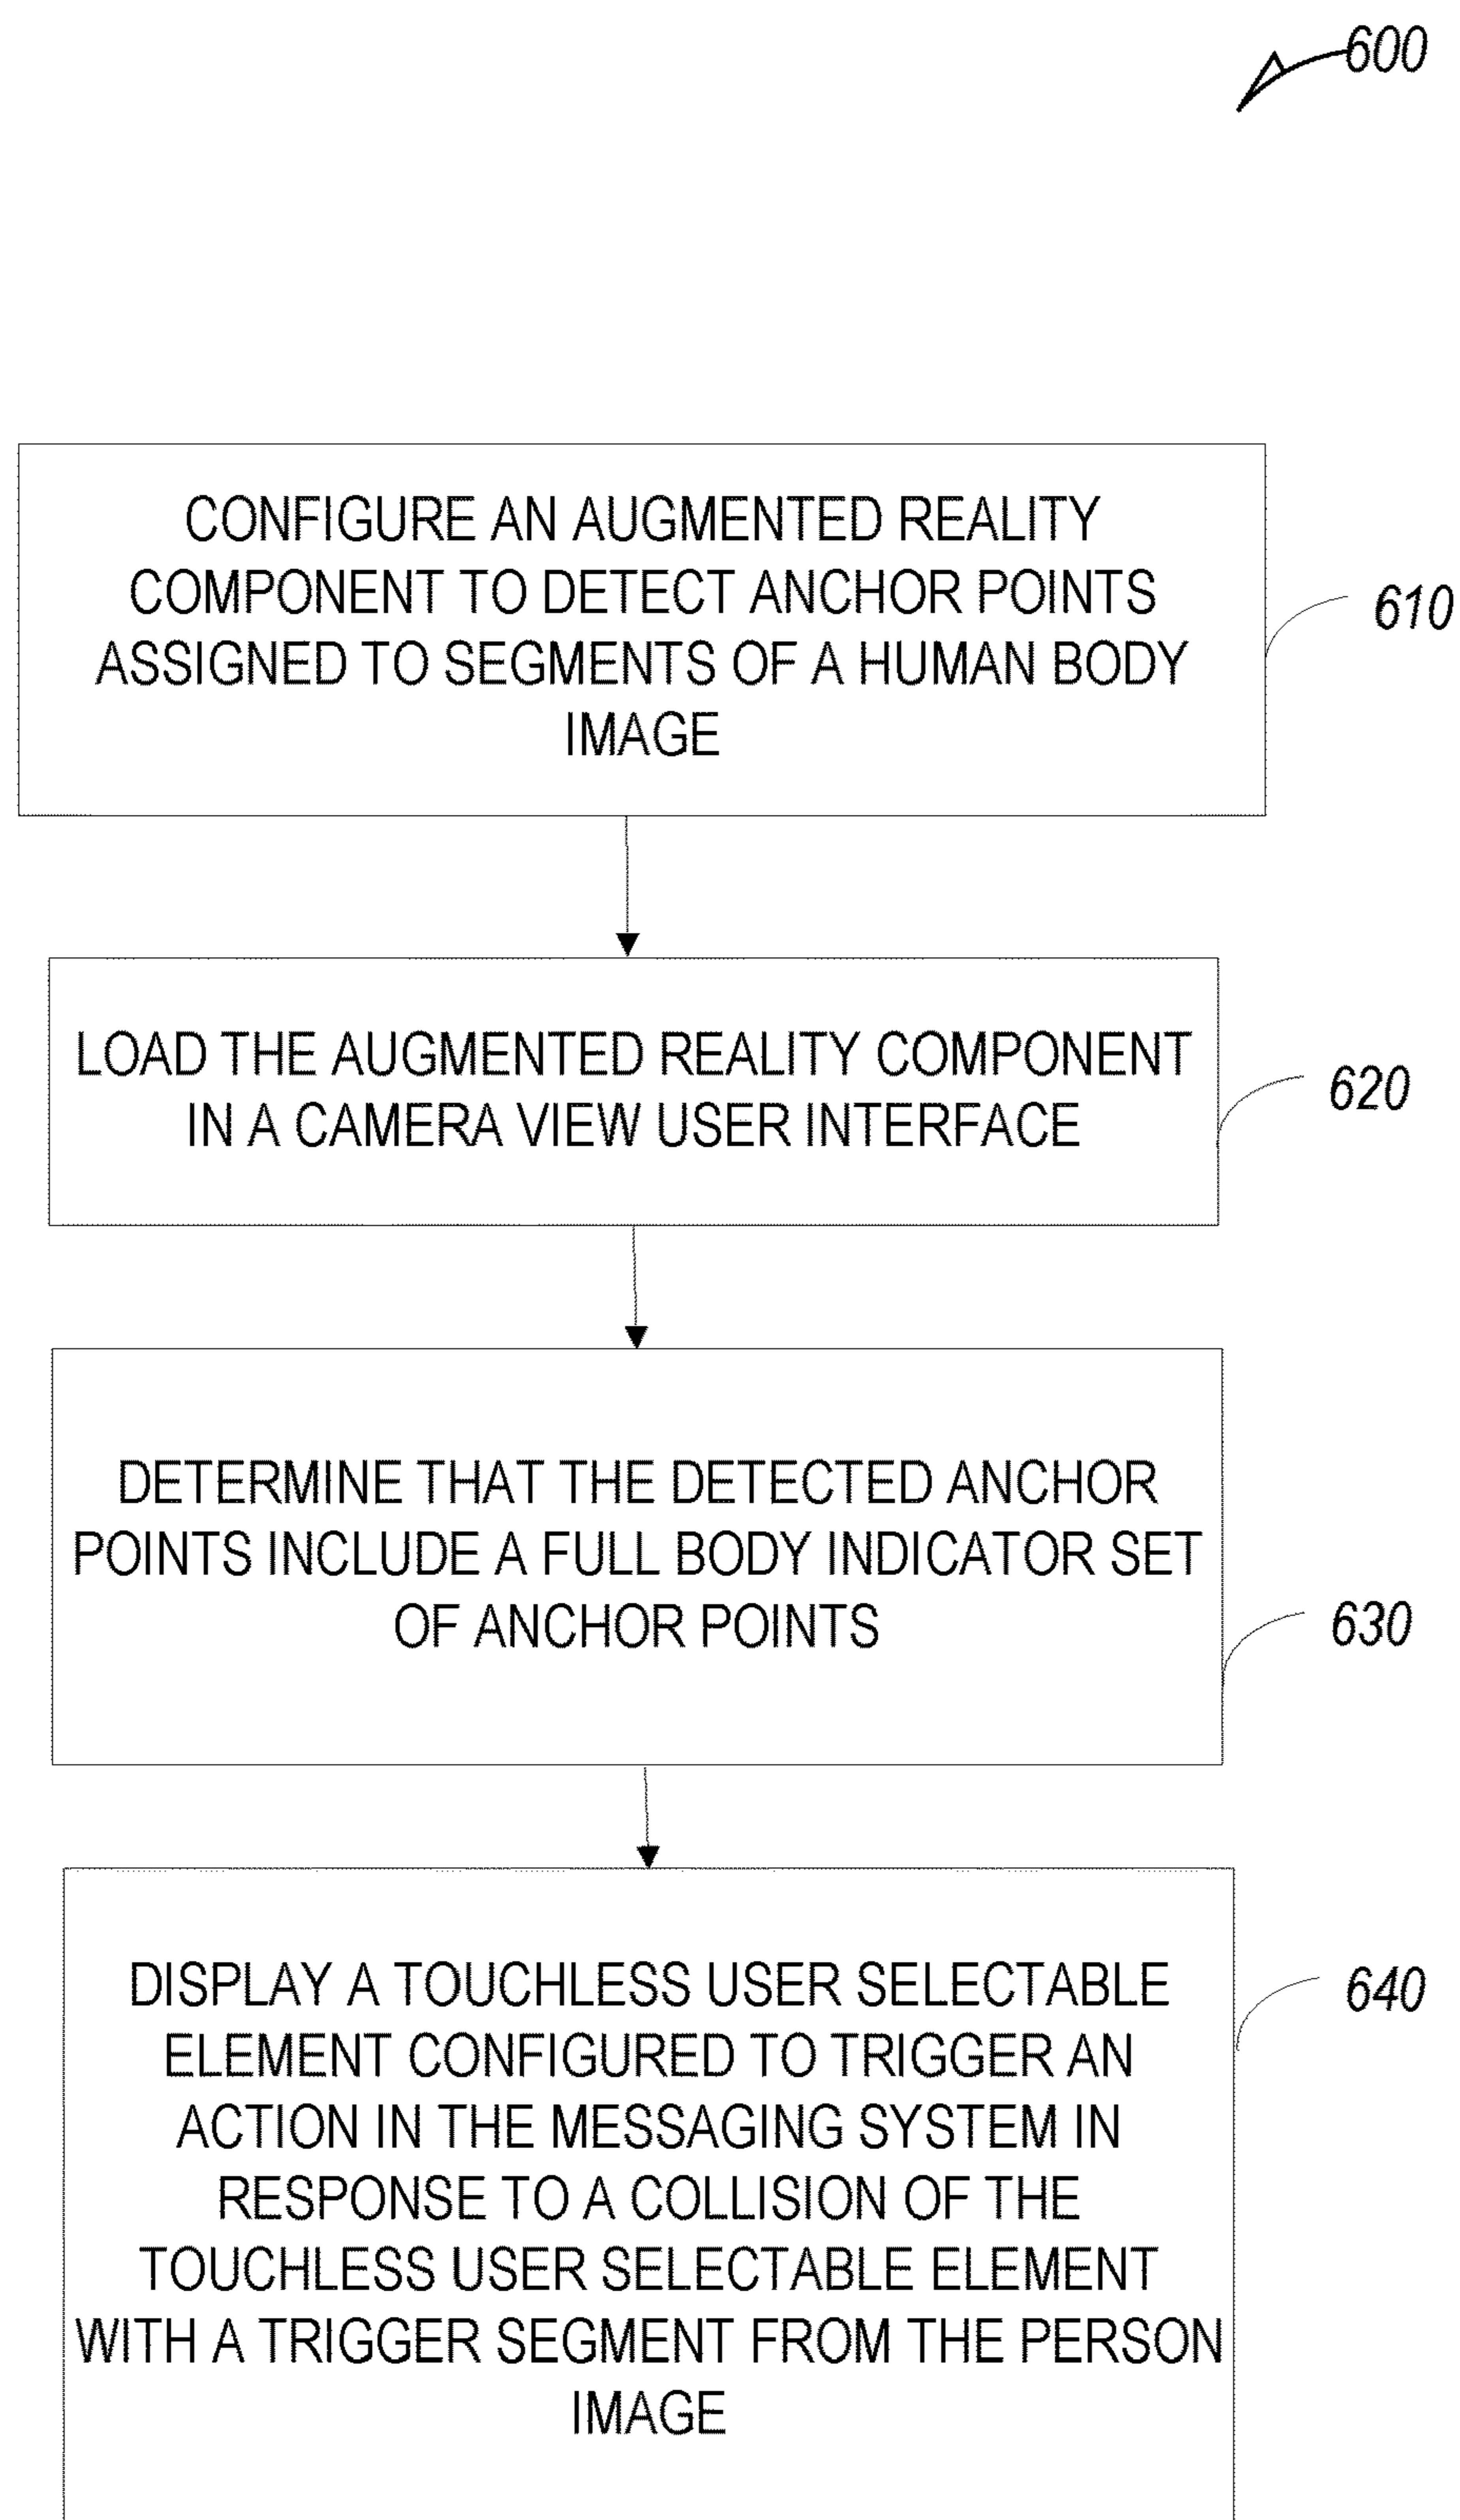 600
CONFIGURE AN AUGMENTED REALITY
COMPONENT TO DETECT ANCHOR POINTS
ASSIGNED TO SEGMENTS OF A HUMAN BODY
IMAGE
610
LOAD THE AUGMENTED REALITY COMPONENT
IN A CAMERA VIEW USER INTERFACE
620
DETERMINE THAT THE DETECTED ANCHOR
POINTS INCLUDE A FULL BODY INDICATOR SET
OF ANCHOR POINTS
630
DISPLAY A TOUCHLESS USER SELECTABLE
ELEMENT CONFIGURED TO TRIGGER AN
ACTION IN THE MESSAGING SYSTEM IN
RESPONSE TO A COLLISION OF THE
TOUCHLESS USER SELECTABLE ELEMENT
WITH A TRIGGER SEGMENT FROM THE PERSON
IMAGE
640